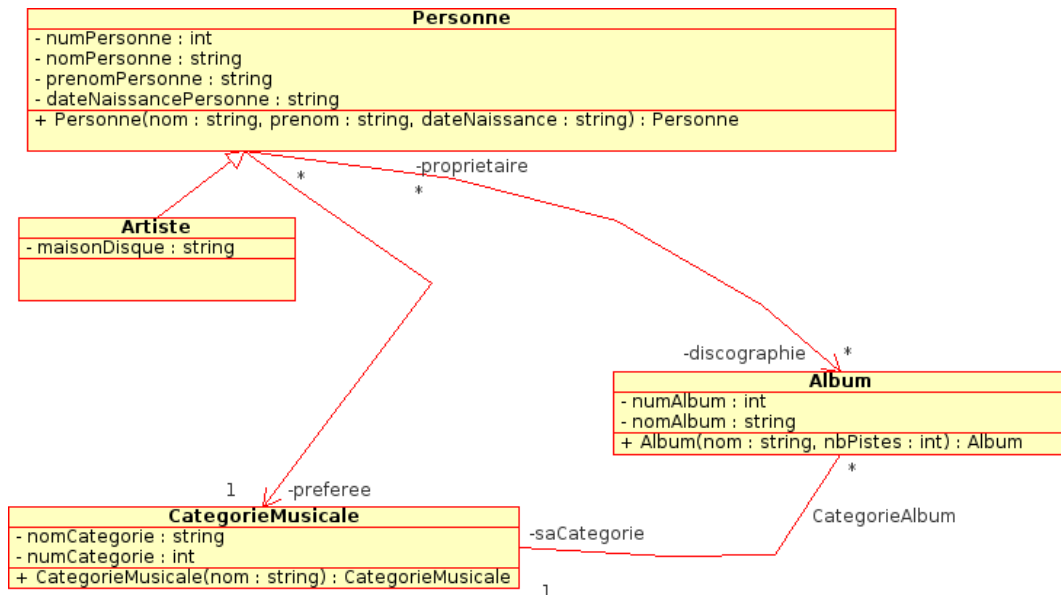 Personne
- numPersonne : int
- nomPersonne : string
- prenomPersonne : string
- dateNaissancePersonne : string
+ Personne(nom : string, prenom : string, dateNaissance : string) : Personne
-proprietaire
*
*
Artiste
- maisonDisque : string
-discographie
*
Album
- numAlbum : int
- nomAlbum : string
+ Album(nom : string, nbPistes : int) : Album
*
1
-preferee
CategorieMusicale
- nomCategorie : string
- numCategorie : int
+ CategorieMusicale(nom : string) : CategorieMusicale
-saCategorie
CategorieAlbum
1